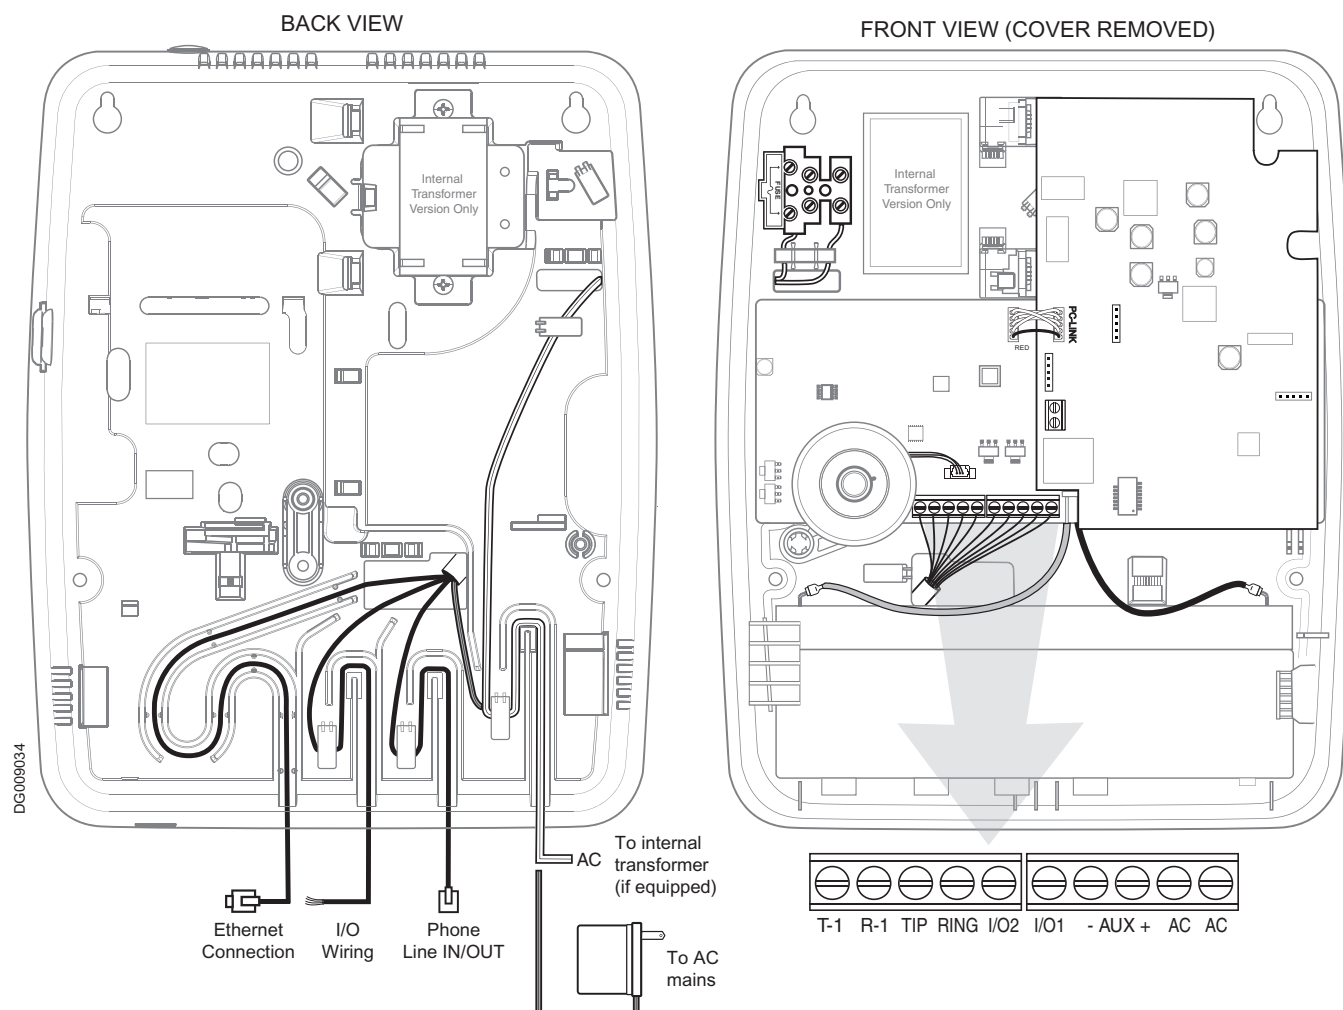 BACK VIEW
Internal
Transformer
Version Only
DG009034
Ethernet
Connection
I/O
Wiring
Phone
Line IN/OUT
AC
To internal
transformer
(if equipped)
To AC
mains
FRONT VIEW (COVER REMOVED)
FUSE
Internal
Transformer
Version Only
PC-LINK
RED
T-1 R-1 TIP RING I/O2 I/O1 - AUX + AC AC